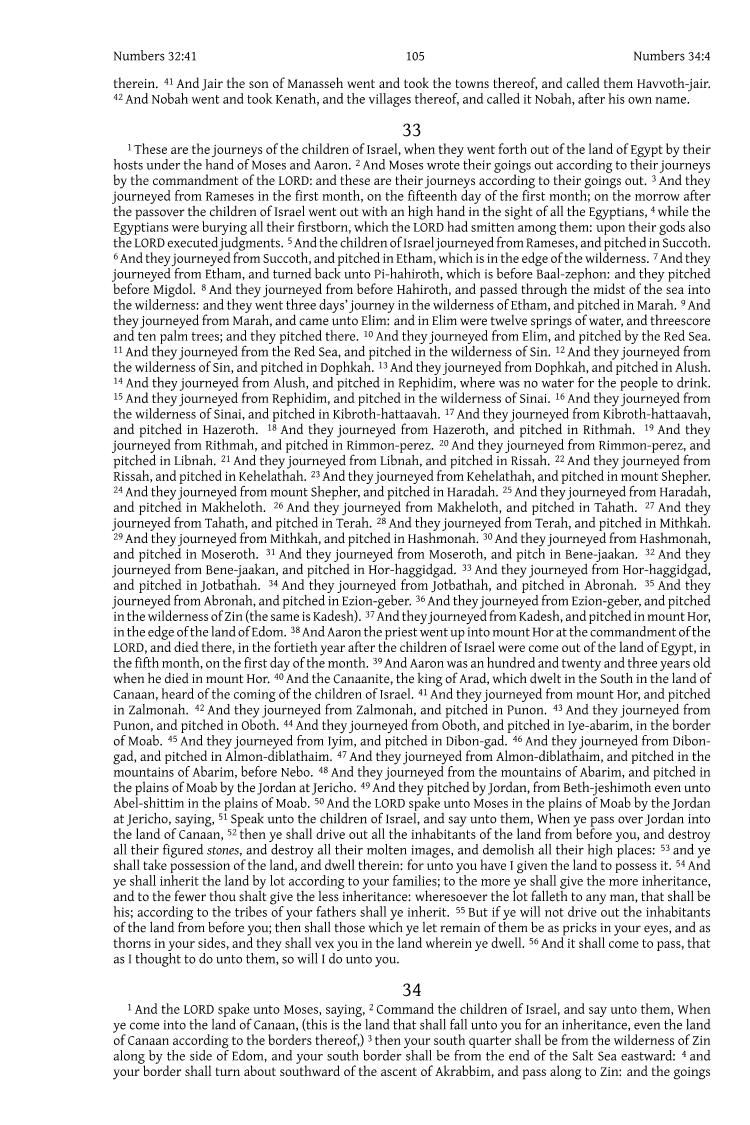 Numbers 32:41 105 Numbers 34:4
therein. 41 And Jair the son of Manasseh went and took the towns thereof, and called them Havvoth-jair.
42 And Nobah went and took Kenath, and the villages thereof, and called it Nobah, after his own name.
33
1 These are the journeys of the children of Israel, when they went forth out of the land of Egypt by their
hosts under the hand of Moses and Aaron. 2 And Moses wrote their goings out according to their journeys
by the commandment of the LORD: and these are their journeys according to their goings out. 3 And they
journeyed from Rameses in the first month, on the fifteenth day of the first month; on the morrow after
the passover the children of Israel went out with an high hand in the sight of all the Egyptians, 4 while the
Egyptians were burying all their firstborn, which the LORD had smitten among them: upon their gods also
the LORD executed judgments. 5 And the children of Israel journeyed from Rameses, and pitched in Succoth.
6 And they journeyed from Succoth, and pitched in Etham, which is in the edge of the wilderness. 7 And they
journeyed from Etham, and turned back unto Pi-hahiroth, which is before Baal-zephon: and they pitched
before Migdol. 8 And they journeyed from before Hahiroth, and passed through the midst of the sea into
the wilderness: and they went three days’ journey in the wilderness of Etham, and pitched in Marah. 9 And
they journeyed from Marah, and came unto Elim: and in Elim were twelve springs of water, and threescore
and ten palm trees; and they pitched there. 10 And they journeyed from Elim, and pitched by the Red Sea.
11 And they journeyed from the Red Sea, and pitched in the wilderness of Sin. 12 And they journeyed from
the wilderness of Sin, and pitched in Dophkah. 13 And they journeyed from Dophkah, and pitched in Alush.
14 And they journeyed from Alush, and pitched in Rephidim, where was no water for the people to drink.
15 And they journeyed from Rephidim, and pitched in the wilderness of Sinai. 16 And they journeyed from
the wilderness of Sinai, and pitched in Kibroth-hattaavah. 17 And they journeyed from Kibroth-hattaavah,
and pitched in Hazeroth. 18 And they journeyed from Hazeroth, and pitched in Rithmah. 19 And they
journeyed from Rithmah, and pitched in Rimmon-perez. 20 And they journeyed from Rimmon-perez, and
pitched in Libnah. 21 And they journeyed from Libnah, and pitched in Rissah. 22 And they journeyed from
Rissah, and pitched in Kehelathah. 23 And they journeyed from Kehelathah, and pitched in mount Shepher.
24 And they journeyed from mount Shepher, and pitched in Haradah. 25 And they journeyed from Haradah,
and pitched in Makheloth. 26 And they journeyed from Makheloth, and pitched in Tahath. 27 And they
journeyed from Tahath, and pitched in Terah. 28 And they journeyed from Terah, and pitched in Mithkah.
29 And they journeyed from Mithkah, and pitched in Hashmonah. 30 And they journeyed from Hashmonah,
and pitched in Moseroth. 31 And they journeyed from Moseroth, and pitch in Bene-jaakan. 32 And they
journeyed from Bene-jaakan, and pitched in Hor-haggidgad. 33 And they journeyed from Hor-haggidgad,
and pitched in Jotbathah. 34 And they journeyed from Jotbathah, and pitched in Abronah. 35 And they
journeyed from Abronah, and pitched in Ezion-geber. 36 And they journeyed from Ezion-geber, and pitched
in the wilderness of Zin (the same is Kadesh). 37 And they journeyed from Kadesh, and pitched in mount Hor,
in the edge of the land of Edom. 38 And Aaron the priest went up into mount Hor at the commandment of the
LORD, and died there, in the fortieth year after the children of Israel were come out of the land of Egypt, in
the fifth month, on the first day of the month. 39 And Aaron was an hundred and twenty and three years old
when he died in mount Hor. 40 And the Canaanite, the king of Arad, which dwelt in the South in the land of
Canaan, heard of the coming of the children of Israel. 41 And they journeyed from mount Hor, and pitched
in Zalmonah. 42 And they journeyed from Zalmonah, and pitched in Punon. 43 And they journeyed from
Punon, and pitched in Oboth. 44 And they journeyed from Oboth, and pitched in Iye-abarim, in the border
of Moab. 45 And they journeyed from Iyim, and pitched in Dibon-gad. 46 And they journeyed from Dibon-
gad, and pitched in Almon-diblathaim. 47 And they journeyed from Almon-diblathaim, and pitched in the
mountains of Abarim, before Nebo. 48 And they journeyed from the mountains of Abarim, and pitched in
the plains of Moab by the Jordan at Jericho. 49 And they pitched by Jordan, from Beth-jeshimoth even unto
Abel-shittim in the plains of Moab. 50 And the LORD spake unto Moses in the plains of Moab by the Jordan
at Jericho, saying, 51 Speak unto the children of Israel, and say unto them, When ye pass over Jordan into
the land of Canaan, 52 then ye shall drive out all the inhabitants of the land from before you, and destroy
all their figured stones, and destroy all their molten images, and demolish all their high places: 53 and ye
shall take possession of the land, and dwell therein: for unto you have I given the land to possess it. 54 And
ye shall inherit the land by lot according to your families; to the more ye shall give the more inheritance,
and to the fewer thou shalt give the less inheritance: wheresoever the lot falleth to any man, that shall be
his; according to the tribes of your fathers shall ye inherit. 55 But if ye will not drive out the inhabitants
of the land from before you; then shall those which ye let remain of them be as pricks in your eyes, and as
thorns in your sides, and they shall vex you in the land wherein ye dwell. 56 And it shall come to pass, that
as I thought to do unto them, so will I do unto you.
34
1 And the LORD spake unto Moses, saying, 2 Command the children of Israel, and say unto them, When
ye come into the land of Canaan, (this is the land that shall fall unto you for an inheritance, even the land
of Canaan according to the borders thereof,) 3 then your south quarter shall be from the wilderness of Zin
along by the side of Edom, and your south border shall be from the end of the Salt Sea eastward: 4 and
your border shall turn about southward of the ascent of Akrabbim, and pass along to Zin: and the goings